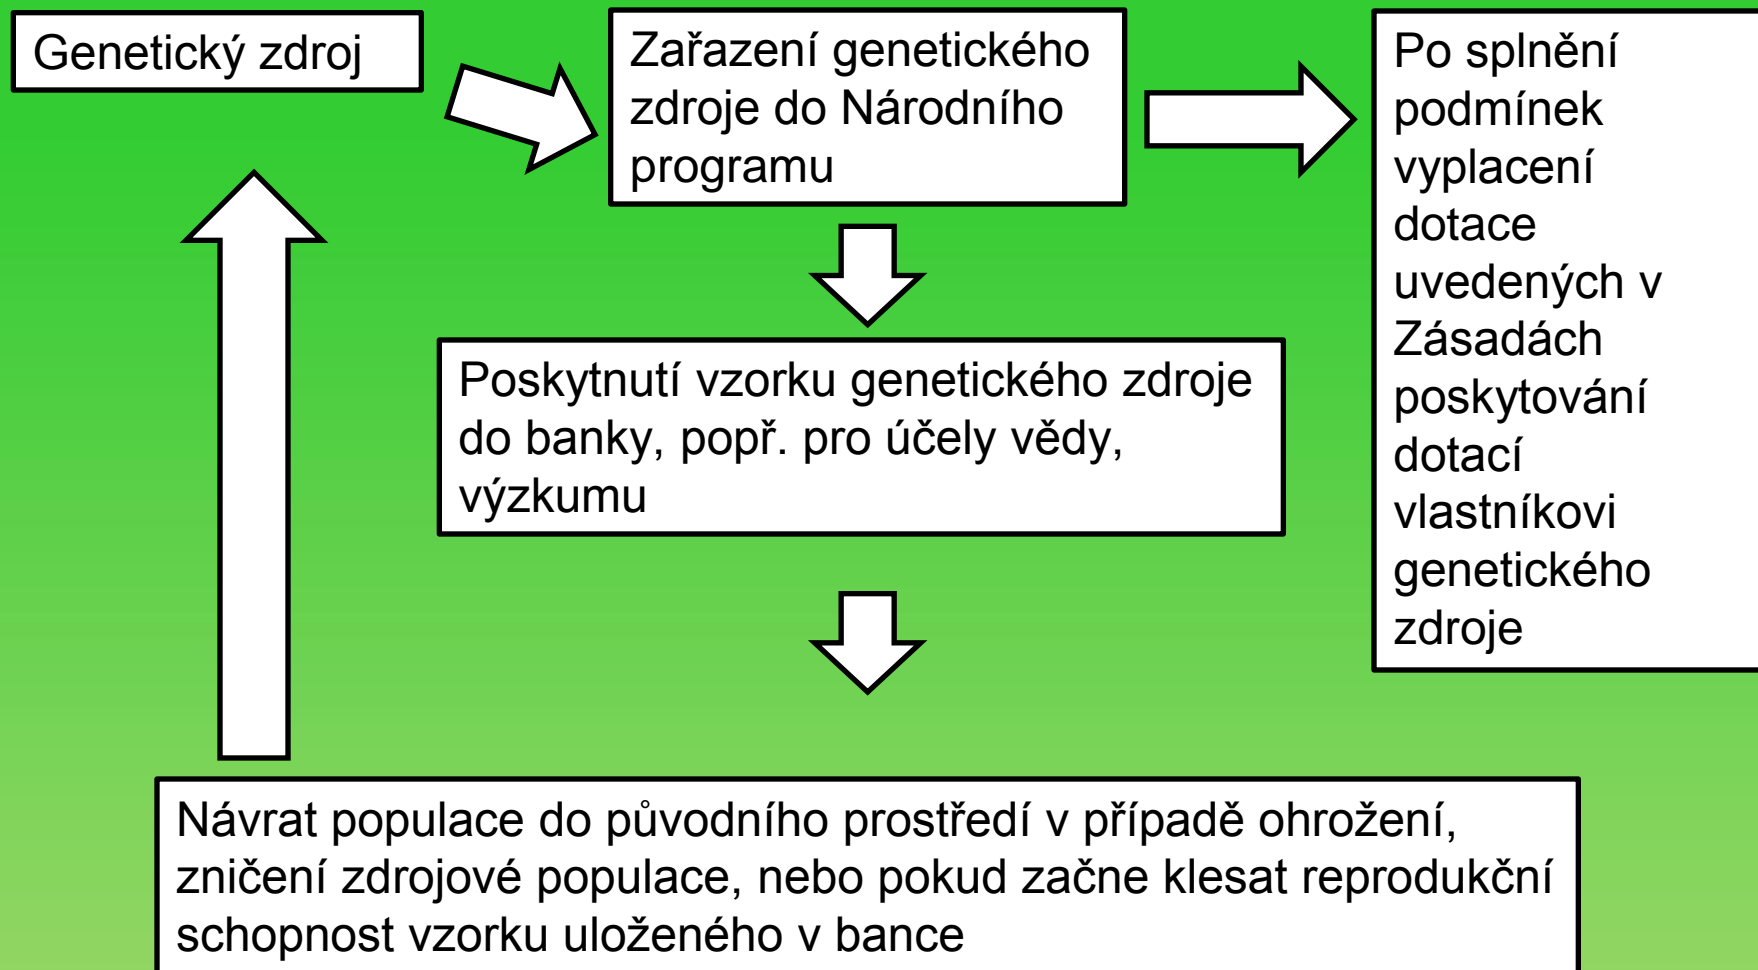 Genetický zdroj
Zařazení genetického
zdroje do Národního
programu
Po splnění
podmínek
vyplacení
dotace
uvedených v
Zásadách
poskytování
dotací
vlastníkovi
genetického
zdroje
Poskytnutí vzorku genetického zdroje
do banky, popř. pro účely vědy,
výzkumu
Návrat populace do původního prostředí v případě ohrožení,
zničení zdrojové populace, nebo pokud začne klesat reprodukční
schopnost vzorku uloženého v bance